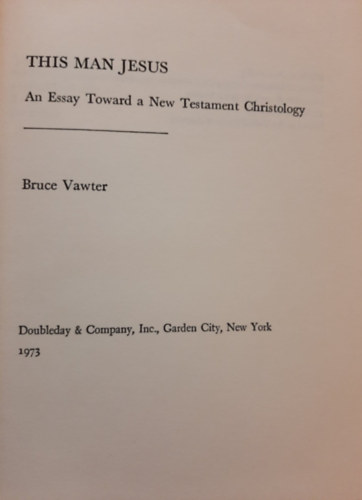 THIS MAN JESUS
An Essay Toward a New Testament Christology
Bruce Vawter
Doubleday & Company, Inc., Garden City, New York
1973